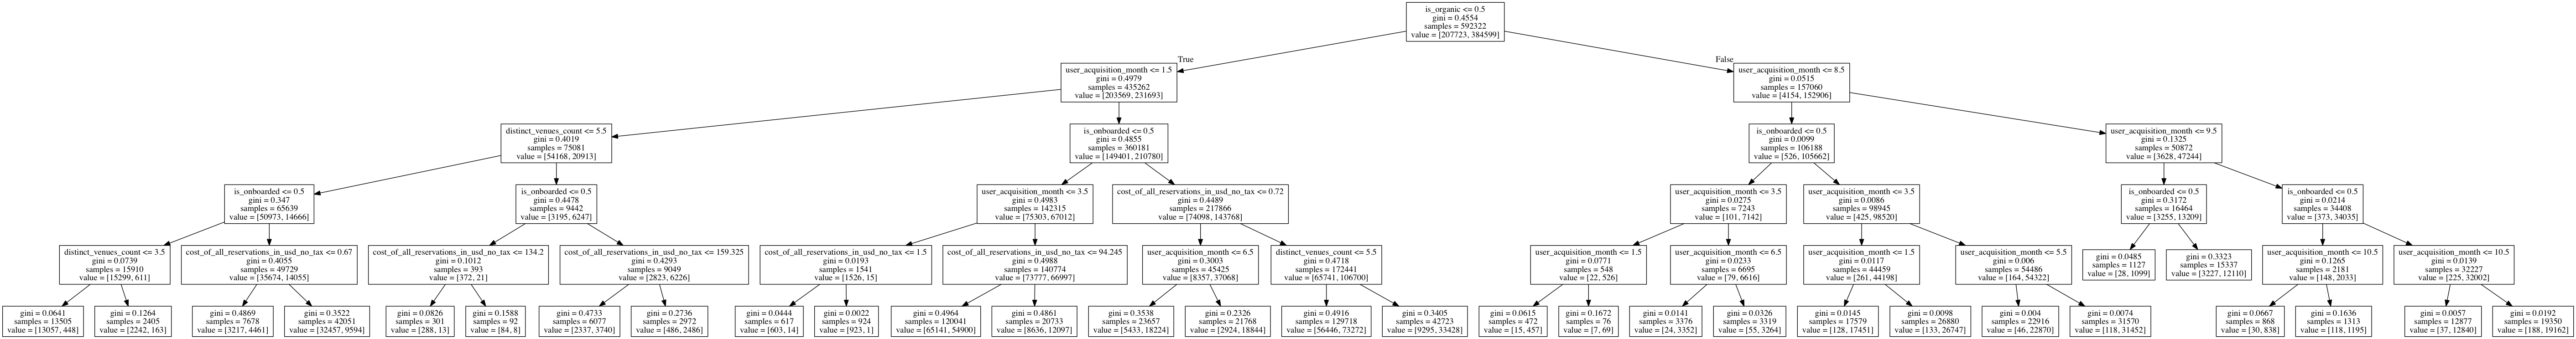 is_organic <= 0.5
gini = 0.4554
samples = 592322
value = [207723, 384599]
True
False
user_acquisition_month <= 1.5
gini = 0.4979
samples = 435262
value = [203569, 231693]
user_acquisition_month <= 8.5
gini = 0.0515
samples = 157060
value = [4154, 152906]
distinct_venues_count <= 5.5
gini = 0.4019
samples = 75081
value = [54168, 20913]
is_onboarded <= 0.5
gini = 0.4855
samples = 360181
value = [149401, 210780]
is_onboarded <= 0.5
gini = 0.0099
samples = 106188
value = [526, 105662]
user_acquisition_month <= 9.5
gini = 0.1325
samples = 50872
value = [3628, 47244]
is_onboarded <= 0.5
gini = 0.347
samples = 65639
value = [50973, 14666]
is_onboarded <= 0.5
gini = 0.4478
samples = 9442
value = [3195, 6247]
user_acquisition_month <= 3.5
gini = 0.4983
samples = 142315
value = [75303, 67012]
cost_of_all_reservations_in_usd_no_tax <= 0.72
gini = 0.4489
samples = 217866
value = [74098, 143768]
user_acquisition_month <= 3.5
gini = 0.0275
samples = 7243
value = [101, 7142]
user_acquisition_month <= 3.5
gini = 0.0086
samples = 98945
value = [425, 98520]
is_onboarded <= 0.5
gini = 0.3172
samples = 16464
value = [3255, 13209]
is_onboarded <= 0.5
gini = 0.0214
samples = 34408
value = [373, 34035]
distinct_venues_count <= 3.5
gini = 0.0739
samples = 15910
value = [15299, 611]
cost_of_all_reservations_in_usd_no_tax <= 0.67
gini = 0.4055
samples = 49729
value = [35674, 14055]
cost_of_all_reservations_in_usd_no_tax <= 134.2
gini = 0.1012
samples = 393
value = [372, 21]
cost_of_all_reservations_in_usd_no_tax <= 159.325
gini = 0.4293
samples = 9049
value = [2823, 6226]
cost_of_all_reservations_in_usd_no_tax <= 1.5
gini = 0.0193
samples = 1541
value = [1526, 15]
cost_of_all_reservations_in_usd_no_tax <= 94.245
gini = 0.4988
samples = 140774
value = [73777, 66997]
user_acquisition_month <= 6.5
gini = 0.3003
samples = 45425
value = [8357, 37068]
distinct_venues_count <= 5.5
gini = 0.4718
samples = 172441
value = [65741, 106700]
user_acquisition_month <= 1.5
gini = 0.0771
samples = 548
value = [22, 526]
user_acquisition_month <= 6.5
gini = 0.0233
samples = 6695
value = [79, 6616]
user_acquisition_month <= 1.5
gini = 0.0117
samples = 44459
value = [261, 44198]
user_acquisition_month <= 5.5
gini = 0.006
samples = 54486
value = [164, 54322]
gini = 0.0485
samples = 1127
value = [28, 1099]
gini = 0.3323
samples = 15337
value = [3227, 12110]
user_acquisition_month <= 10.5
gini = 0.1265
samples = 2181
value = [148, 2033]
user_acquisition_month <= 10.5
gini = 0.0139
samples = 32227
value = [225, 32002]
gini = 0.0641
samples = 13505
value = [13057, 448]
gini = 0.1264
samples = 2405
value = [2242, 163]
gini = 0.4869
samples = 7678
value = [3217, 4461]
gini = 0.3522
samples = 42051
value = [32457, 9594]
gini = 0.0826
samples = 301
value = [288, 13]
gini = 0.1588
samples = 92
value = [84, 8]
gini = 0.4733
samples = 6077
value = [2337, 3740]
gini = 0.2736
samples = 2972
value = [486, 2486]
gini = 0.0444
samples = 617
value = [603, 14]
gini = 0.0022
samples = 924
value = [923, 1]
gini = 0.4964
samples = 120041
value = [65141, 54900]
gini = 0.4861
samples = 20733
value = [8636, 12097]
gini = 0.3538
samples = 23657
value = [5433, 18224]
gini = 0.2326
samples = 21768
value = [2924, 18844]
gini = 0.4916
samples = 129718
value = [56446, 73272]
gini = 0.3405
samples = 42723
value = [9295, 33428]
gini = 0.0615
samples = 472
value = [15, 457]
gini = 0.1672
samples = 76
value = [7, 69]
gini = 0.0141
samples = 3376
value = [24, 3352]
gini = 0.0326
samples = 3319
value = [55, 3264]
gini = 0.0145
samples = 17579
value = [128, 17451]
gini = 0.0098
samples = 26880
value = [133, 26747]
gini = 0.004
samples = 22916
value = [46, 22870]
gini = 0.0074
samples = 31570
value = [118, 31452]
gini = 0.0667
samples = 868
value = [30, 838]
gini = 0.1636
samples = 1313
value = [118, 1195]
gini = 0.0057
samples = 12877
value = [37, 12840]
gini = 0.0192
samples = 19350
value = [188, 19162]